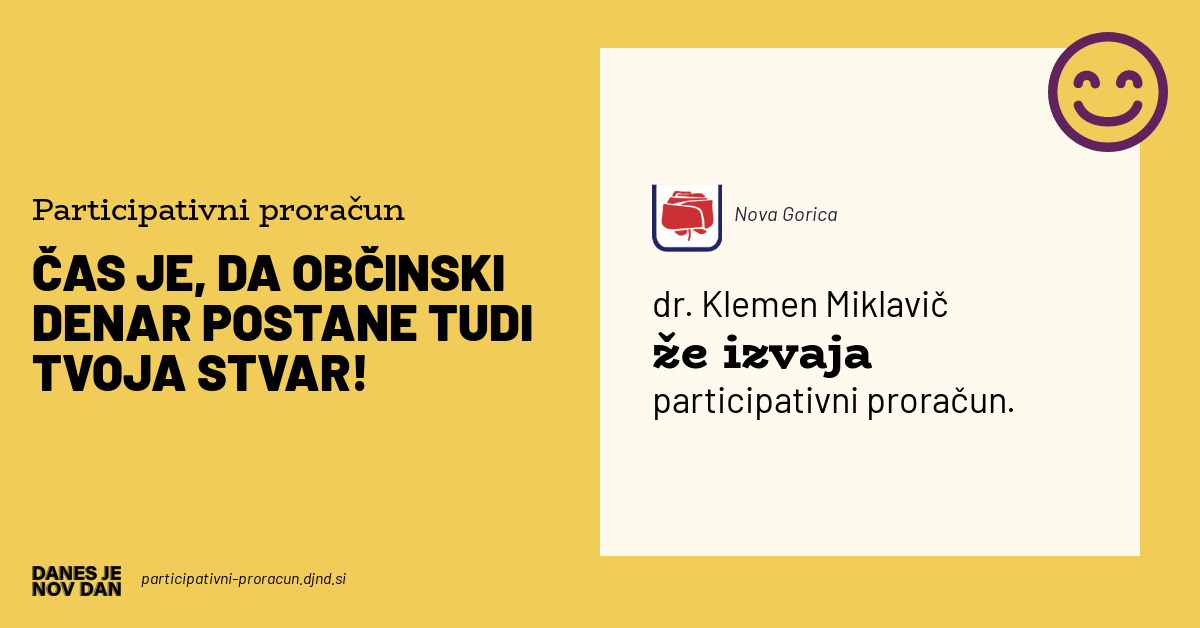 Participativni proračun
ČAS JE, DA OBČINSKI
DENAR POSTANE TUDI
TVOJA STVAR!
Nova Gorica
dr. Klemen Miklavič
že izvaja
participativni proračun.
DANES JE
NOV DAN
participativni-proracun.djnd.si